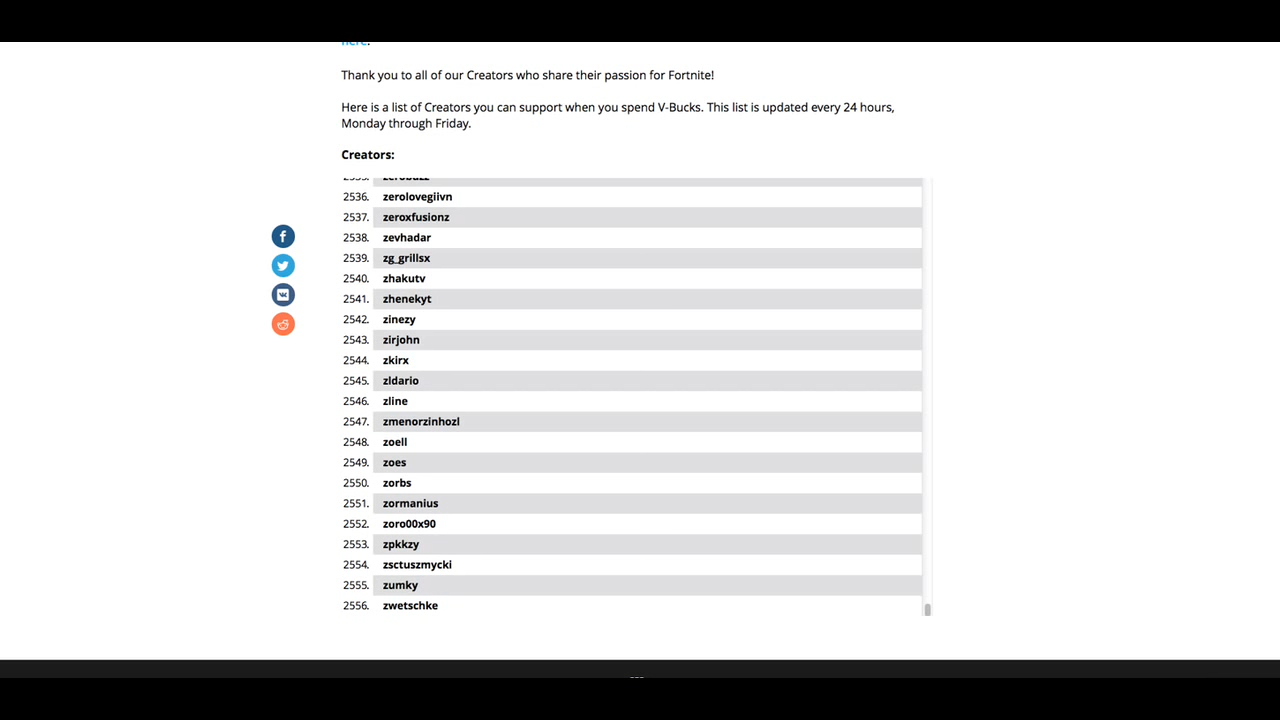 here.
Thank you to all of our Creators who share their passion for Fortnite!
Here is a list of Creators you can support when you spend V-Bucks. This list is updated every 24 hours,
Monday through Friday.
Creators:
2535. zerobuzz
2536. zerolovegiivn
2537. zeroxfusionz
2538. zevhadar
2539. zg_grillsx
2540. zhakutv
2541. zhenekyt
2542. zinezy
2543. zirjohn
2544. zkirx
2545. zldario
2546. zline
2547. zmenorzinhozl
2548. zoell
2549. zoes
2550. zorbs
2551. zormanius
2552. zoro00x90
2553. zpkkzy
2554. zsctuszmycki
2555. zumky
2556. zwetschke